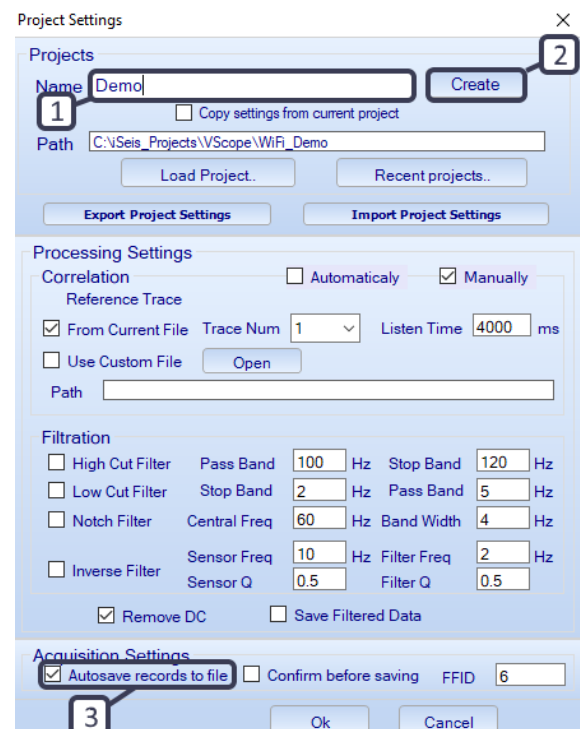 Project Settings
Projects
2
Name Demo Create
1
Copy settings from current project
Path C:\iSeis_Projects\VScope\WiFi_Demo
Load Project.. Recent projects..
Export Project Settings Import Project Settings
Processing Settings
Correlation Automaticaly Manually
Reference Trace
From Current File Trace Num 1 Listen Time 4000 ms
Use Custom File Open
Path
Filtration
High Cut Filter Pass Band 100 Hz Stop Band 120 Hz
Low Cut Filter Stop Band 2 Hz Pass Band 5 Hz
Notch Filter Central Freq 60 Hz Band Width 4 Hz
Sensor Freq 10 Hz Filter Freq 2 Hz
Inverse Filter
Sensor Q 0.5 Filter Q 0.5
Remove DC Save Filtered Data
Acquisition Settings
Autosave records to file Confirm before saving FFID 6
3
Ok Cancel